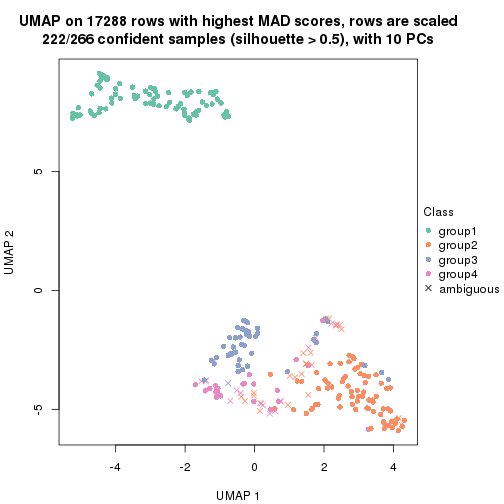 UMAP on 17288 rows with highest MAD scores, rows are scaled
222/266 confident samples (silhouette > 0.5), with 10 PCs
5
0
-5
UMAP 2
-4
-2
0
2
4
UMAP 1
Class
group1
group2
group3
group4
ambiguous